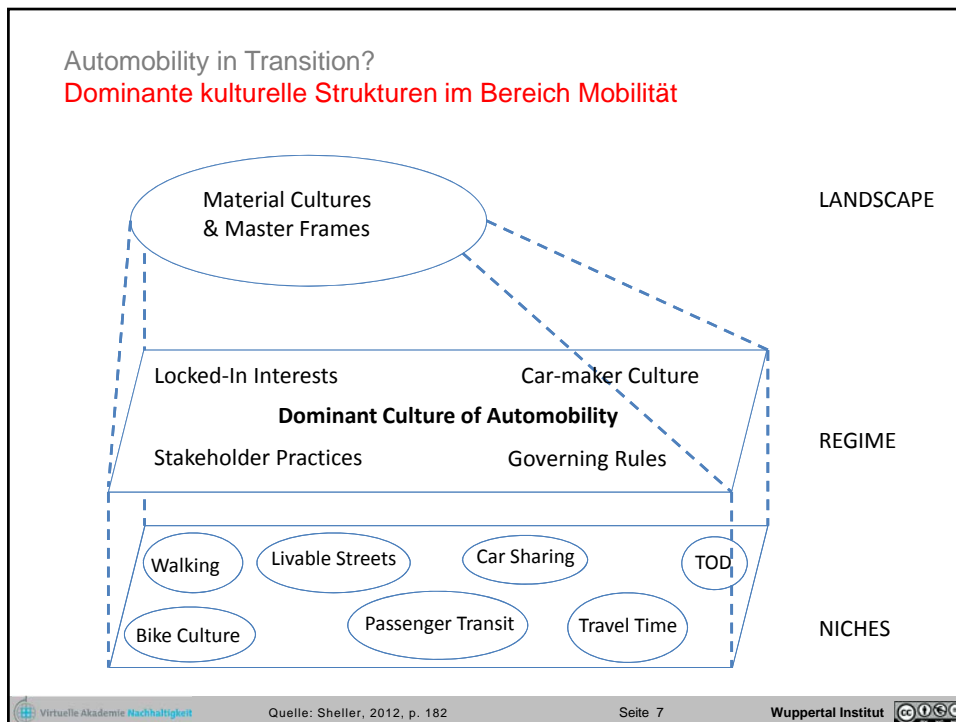 Automobility in Transition?
Dominante kulturelle Strukturen im Bereich Mobilität
Material Cultures
& Master Frames
LANDSCAPE
Locked-In Interests
Car-maker Culture
Dominant Culture of Automobility
Stakeholder Practices
Governing Rules
REGIME
Walking
Livable Streets
Car Sharing
TOD
Bike Culture
Passenger Transit
Travel Time
NICHES
Virtuelle Akademie Nachhaltigkeit
Quelle: Sheller, 2012, p. 182
Seite 7
Wuppertal Institut